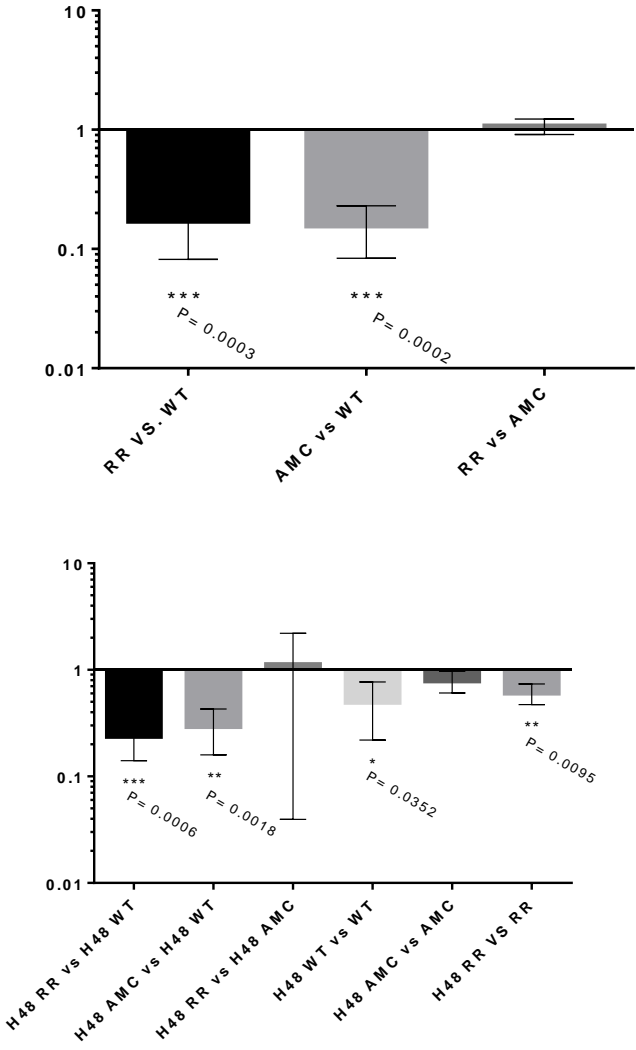 10
1
0.1
0.01
***
P= 0.0003
***
P= 0.0002
RR VS. WT
AMC vs WT
RR vs AMC
10
1
0.1
0.01
***
P= 0.0006
**
P= 0.0018
*
P= 0.0352
**
P= 0.0095
H48 RR vs H48 WT
H48 AMC vs H48 WT
H48 RR vs H48 AMC
H48 WT vs WT
H48 AMC vs AMC
H48 RR VS RR